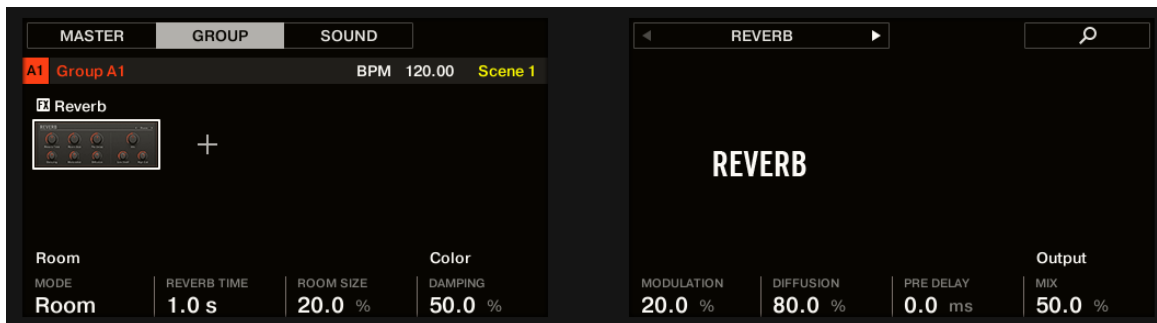 MASTER GROUP SOUND
A1 Group A1 BPM 120.00 Scene 1
FX Reverb
REVERB
Room Color
MODE REVERB TIME ROOM SIZE DAMPING
Room 1.0 s 20.0 % 50.0 %
REVERB
REVERB
Output
MODULATION DIFFUSION PRE DELAY MIX
20.0 % 80.0 % 0.0 ms 50.0 %